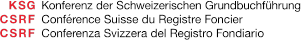 KSG Konferenz der Schweizerischen Grundbuchführung
CSRF Conférence Suisse du Registre Foncier
CSRF Conferenza Svizzera del Registro Fondiario